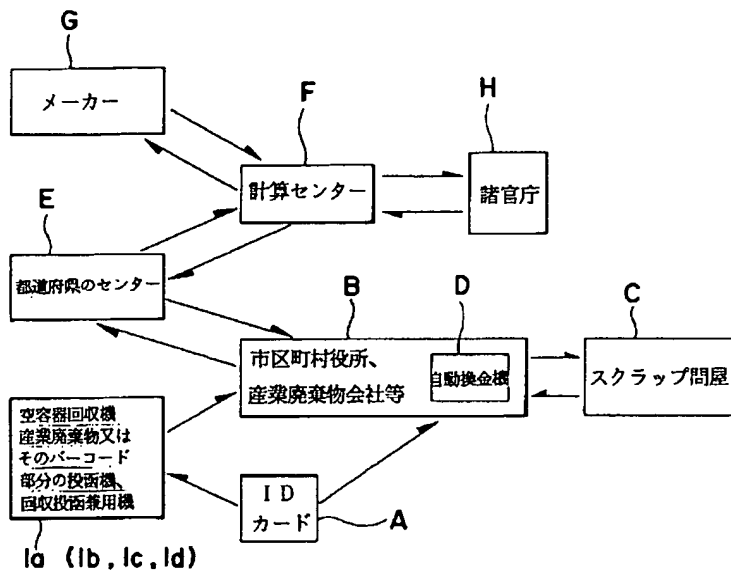 G
メーカー
F
計算センター
H
諸官庁
E
都道府県のセンター
B
市区町村役所、
産業廃棄物会社等
D
自動換金機
C
スクラップ問屋
空容器回収機
産業廃棄物又は
そのバーコード
部分の投函機、
回収投函兼用機
1a (1b, 1c, 1d)
ID
カード
A